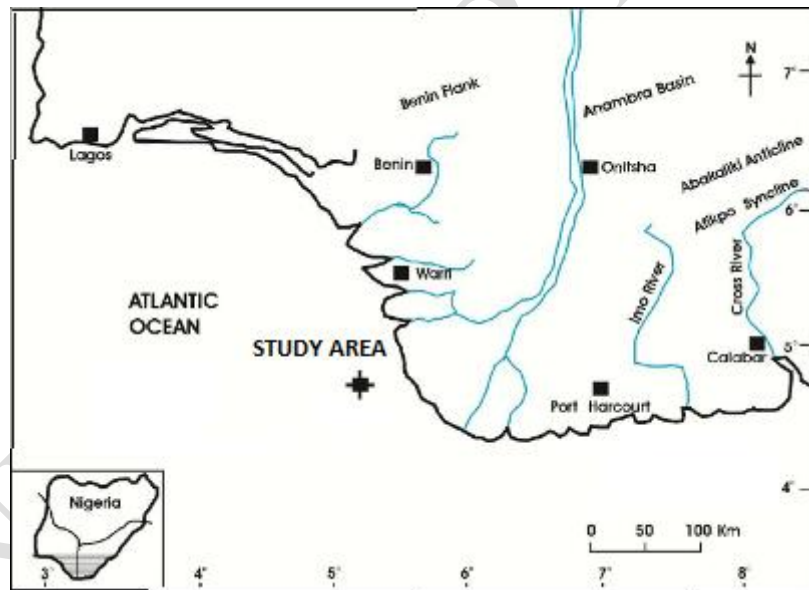 N
7°
Benin Flank
Anambra Basin
Lagos
Benin
Onitsha
Abakaliki Anticline
Afikpo Syncline
6°
Warri
Imo River
Cross River
ATLANTIC
OCEAN
STUDY AREA
5°
Calabar
Port Harcourt
Nigeria
4°
0 50 100 Km
3° 4° 5° 6° 7° 8°